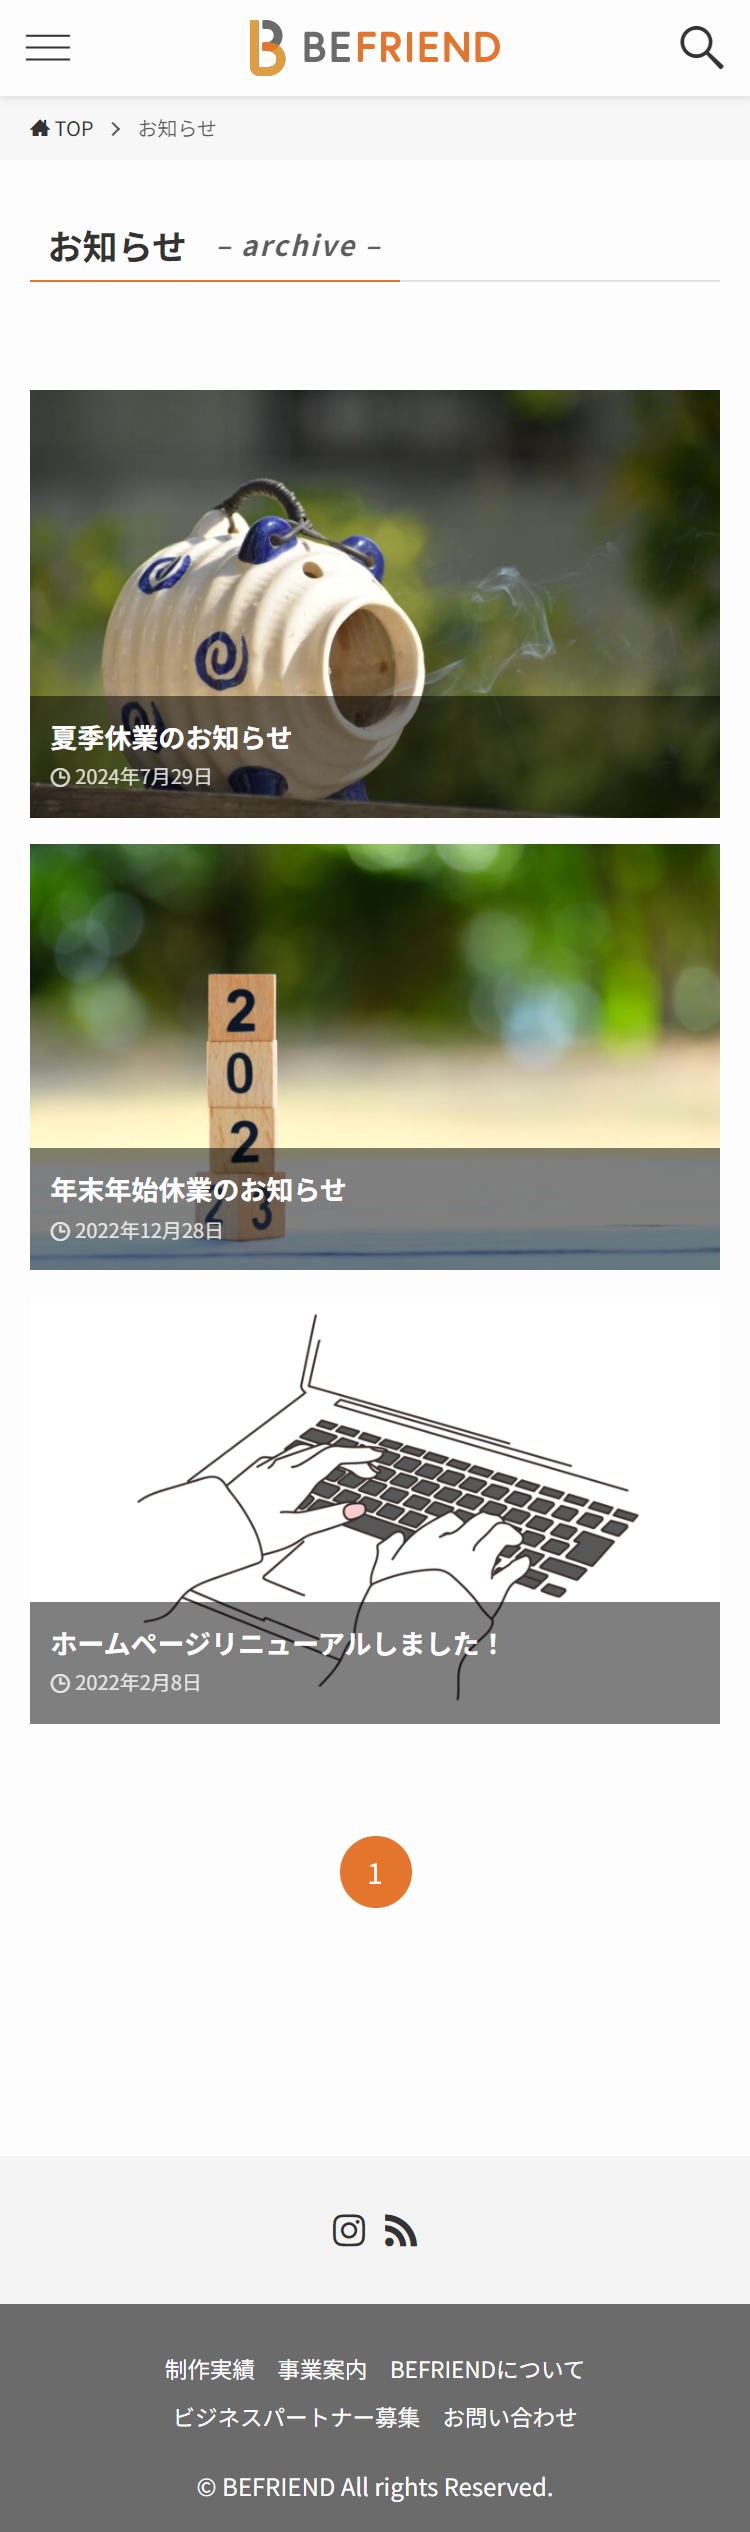 BEFRIEND
TOP お知らせ
お知らせ – archive –
夏季休業のお知らせ
2024年7月29日
2
0
2
2 3
年末年始休業のお知らせ
2022年12月28日
ホームページリニューアルしました！
2022年2月8日
1
制作実績 事業案内 BEFRIENDについて
ビジネスパートナー募集 お問い合わせ
© BEFRIEND All rights Reserved.